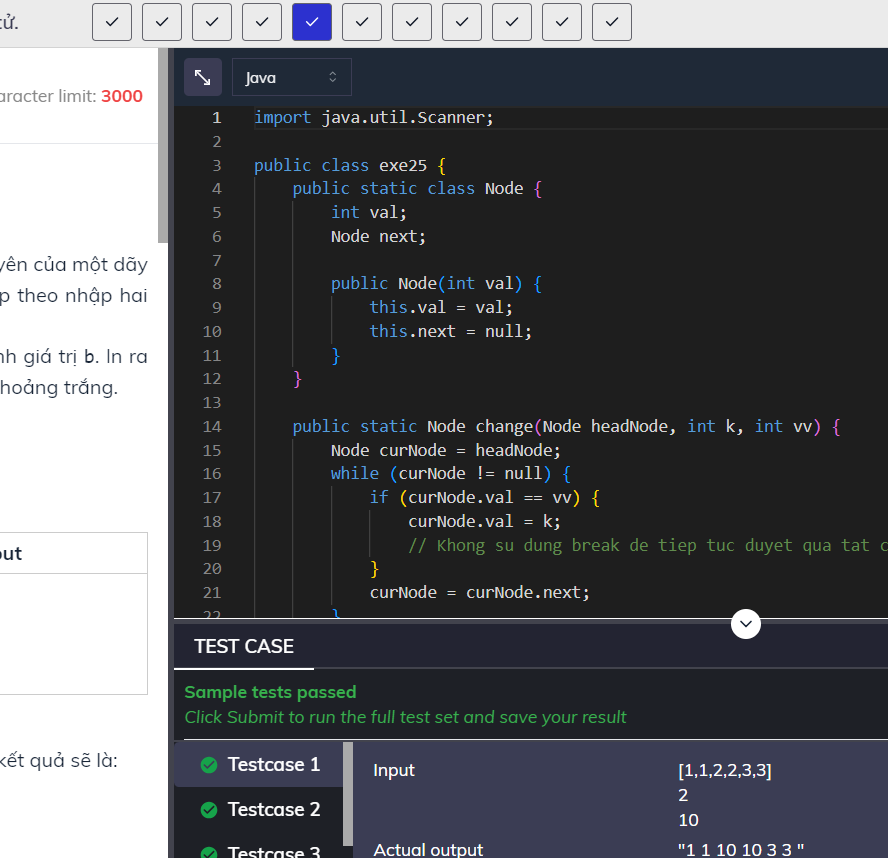 tử.
aracter limit: 3000
yên của một dãy
p theo nhập hai
nh giá trị b. In ra
hoảng trắng.
out
kết quả sẽ là:
Java
1 import java.util.Scanner;
2
3 public class exe25 {
4 public static class Node {
5 int val;
6 Node next;
7
8 public Node(int val) {
9 this.val = val;
10 this.next = null;
11 }
12 }
13
14 public static Node change(Node headNode, int k, int vv) {
15 Node curNode = headNode;
16 while (curNode != null) {
17 if (curNode.val == vv) {
18 curNode.val = k;
19 // Khong su dung break de tiep tuc duyet qua tat c
20 }
21 curNode = curNode.next;
22 }
TEST CASE
Sample tests passed
Click Submit to run the full test set and save your result
Testcase 1
Testcase 2
Testcase 3
Input [1,1,2,2,3,3]
2
10
Actual output "1 1 10 10 3 3 "